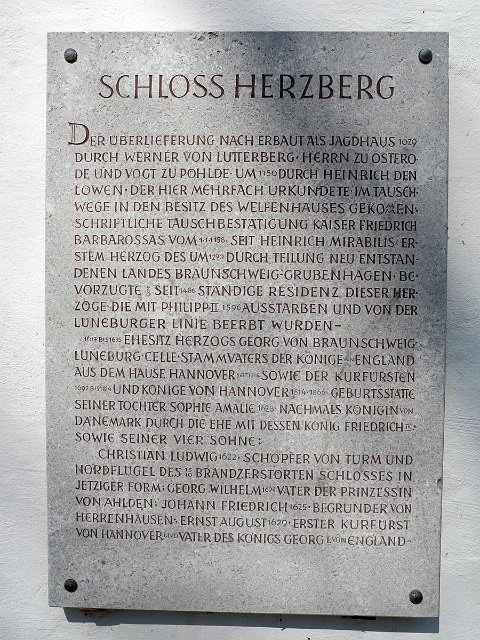 SCHLOSS HERZBERG
DER ÜBERLIEFERUNG NACH ERBAUT ALS JAGDHAUS 1029
DURCH WERNER VON LUTTERBERG · HERRN ZU OSTERO-
DE UND VOGT ZU PÖHLDE · UM 1150 DURCH HEINRICH DEN
LÖWEN · DER HIER MEHRFACH URKUNDETE · IM TAUSCH-
WEGE IN DEN BESITZ DES WELFENHAUSES GEKOMEN ·
SCHRIFTLICHE TAUSCHBESTÄTIGUNG KAISER FRIEDRICH
BARBAROSSAS VOM 1·1·1158 · SEIT HEINRICH MIRABILIS · ER-
STEM HERZOG DES UM 1290 DURCH TEILUNG NEU ENTSTAN-
DENEN LANDES BRAUNSCHWEIG-GRUBENHAGEN · BE-
VORZUGTE SEIT 1486 STÄNDIGE RESIDENZ DIESER HER-
ZÖGE · DIE MIT PHILIPP II 1596 AUSSTARBEN UND VON DER
LÜNEBURGER LINIE BEERBT WURDEN –
EHESITZ HERZOGS GEORG VON BRAUNSCHWEIG
LÜNEBURG · CELLE · STAMMVATERS DER KÖNIGE VON ENGLAND
AUS DEM HAUSE HANNOVER SOWIE DER KURFÜRSTEN
UND KÖNIGE VON HANNOVER 1814-1866 · GEBURTSSTÄTTE
SEINER TOCHTER SOPHIE AMALIE 1628 · NACHMALS KÖNIGIN VON
DÄNEMARK DURCH DIE EHE MIT DESSEN KÖNIG FRIEDRICH III ·
SOWIE SEINER VIER SÖHNE:
CHRISTIAN LUDWIG 1622 · SCHÖPFER VON TURM UND
NORDFLÜGEL DES BRANDZERSTÖRTEN SCHLOSSES IN
JETZIGER FORM · GEORG WILHELM 1624 VATER DER PRINZESSIN
VON AHLDEN · JOHANN FRIEDRICH 1625 · BEGRÜNDER VON
HERRENHAUSEN · ERNST AUGUST 1629 · ERSTER KURFÜRST
VON HANNOVER UND VATER DES KÖNIGS GEORG I. VON ENGLAND –